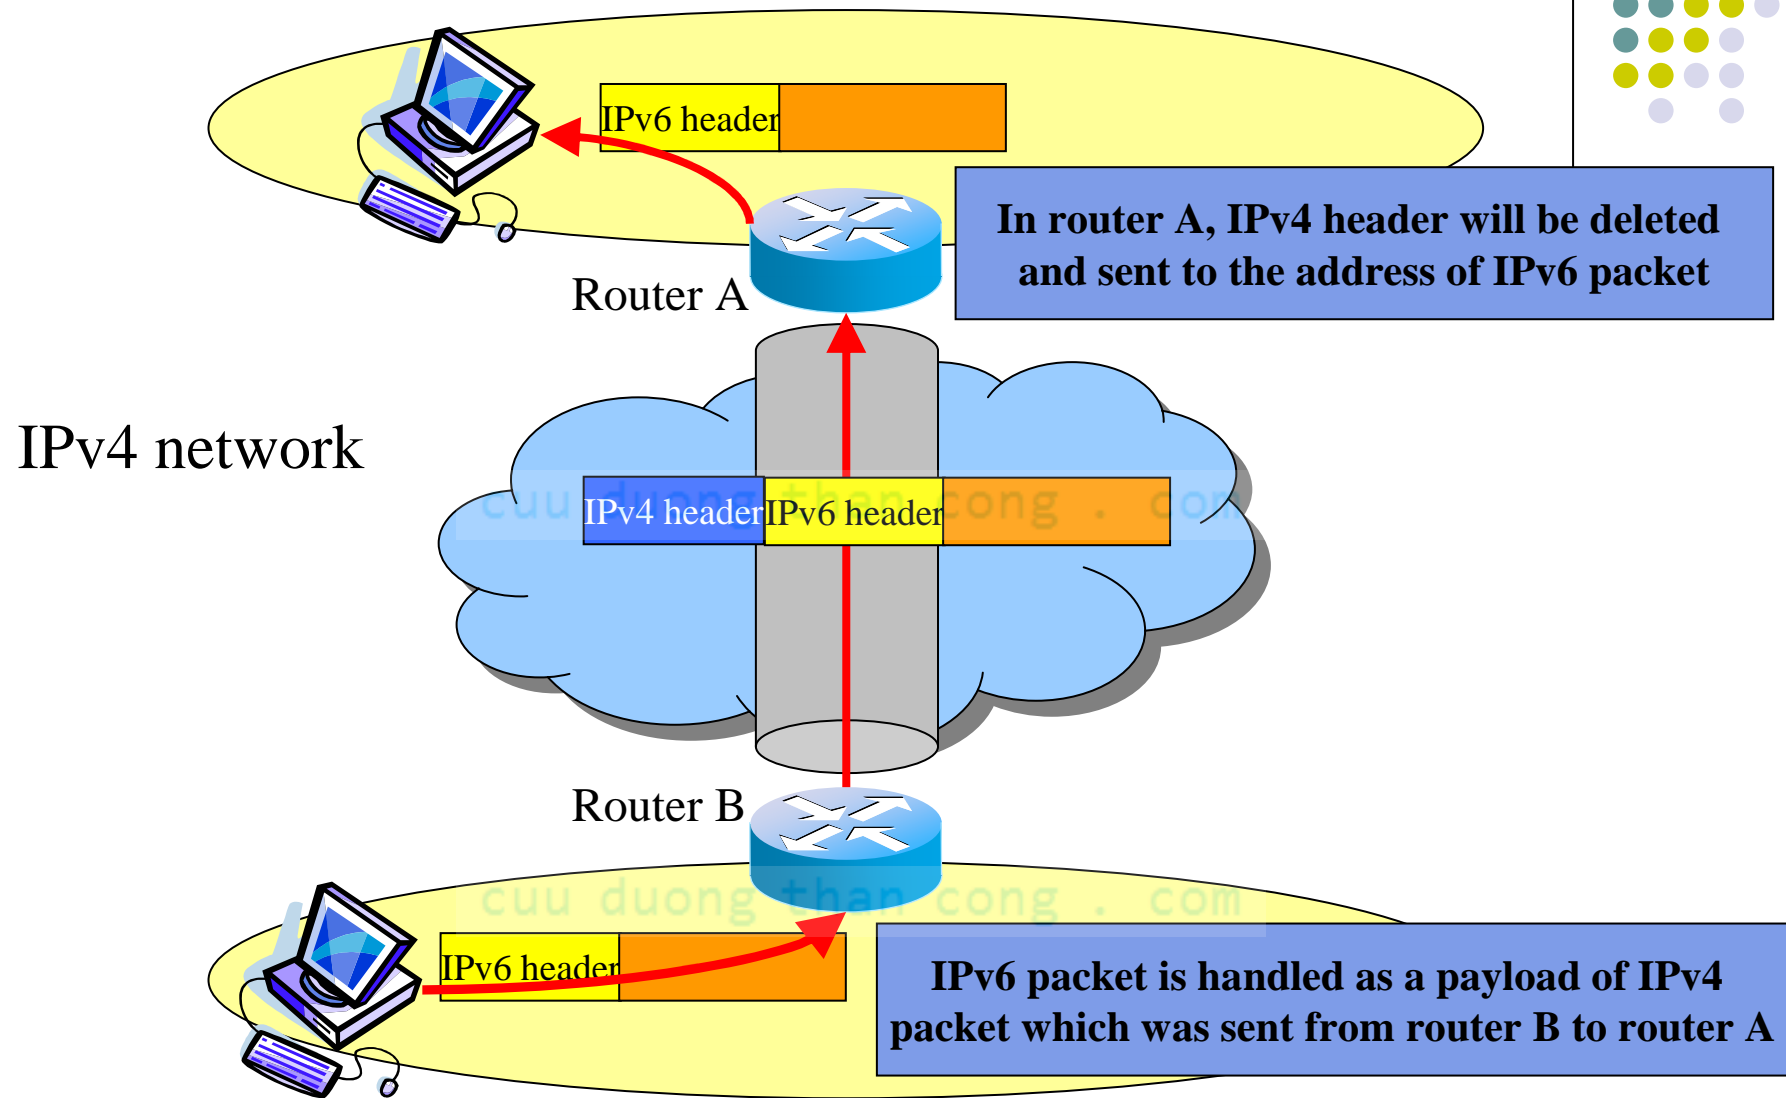 IPv6 header
In router A, IPv4 header will be deleted
and sent to the address of IPv6 packet
Router A
IPv4 network
cuu duong than cong . com
IPv4 header
IPv6 header
Router B
cuu duong than cong . com
IPv6 header
IPv6 packet is handled as a payload of IPv4
packet which was sent from router B to router A